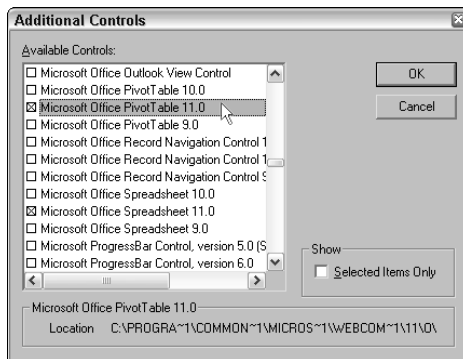 Additional Controls
Available Controls:
Microsoft Office Outlook View Control
Microsoft Office PivotTable 10.0
Microsoft Office PivotTable 11.0
Microsoft Office PivotTable 9.0
Microsoft Office Record Navigation Control 1
Microsoft Office Record Navigation Control 1
Microsoft Office Record Navigation Control 9
Microsoft Office Spreadsheet 10.0
Microsoft Office Spreadsheet 11.0
Microsoft Office Spreadsheet 9.0
Microsoft ProgressBar Control, version 5.0 (S
Microsoft ProgressBar Control, version 6.0
OK
Cancel
Show
Selected Items Only
Microsoft Office PivotTable 11.0
Location C:\PROGRA~1\COMMON~1\MICROS~1\WEBCOM~1\11\O\